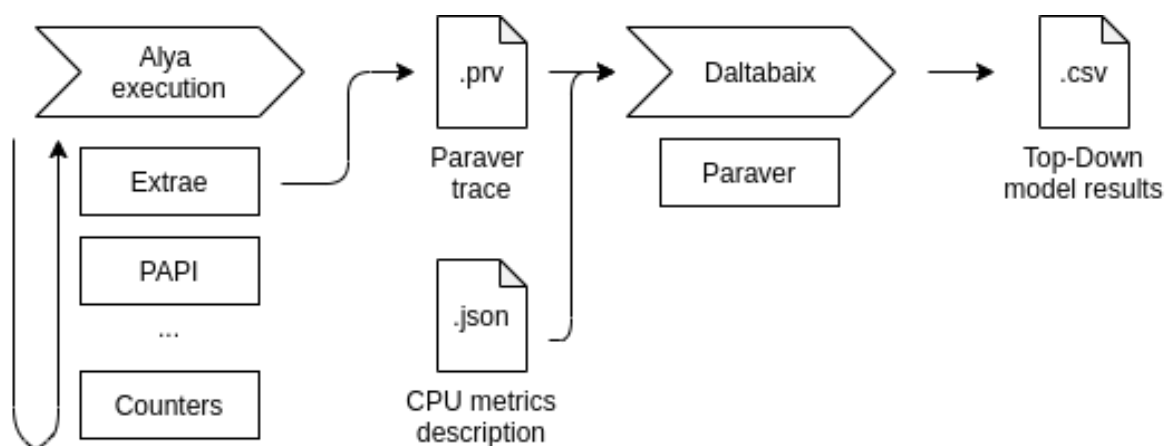 Alya
execution
Extrae
PAPI
...
Counters
.prv
Paraver
trace
.json
CPU metrics
description
Daltabaix
Paraver
.csv
Top-Down
model results